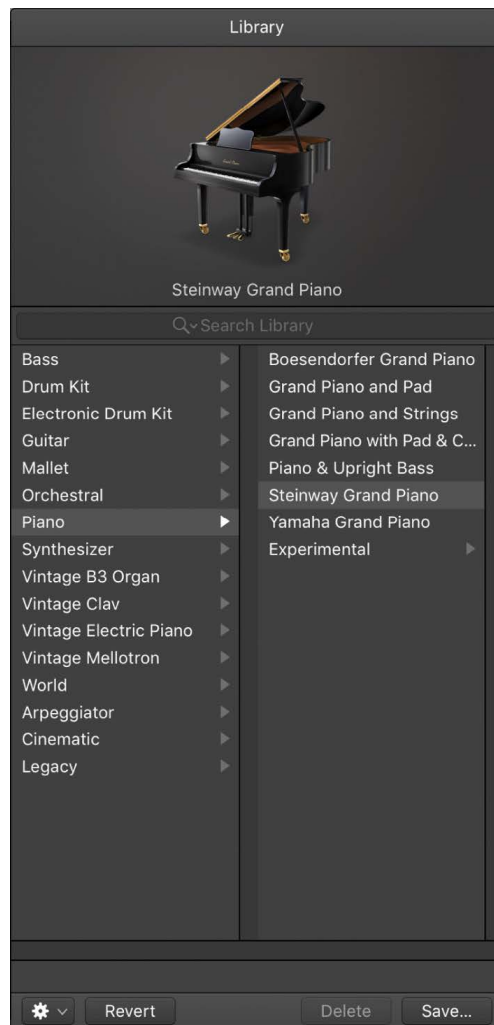 Library
Steinway Grand Piano
Search Library
Bass
Drum Kit
Electronic Drum Kit
Guitar
Mallet
Orchestral
Piano
Synthesizer
Vintage B3 Organ
Vintage Clav
Vintage Electric Piano
Vintage Mellotron
World
Arpeggiator
Cinematic
Legacy
Boesendorfer Grand Piano
Grand Piano and Pad
Grand Piano and Strings
Grand Piano with Pad & C...
Piano & Upright Bass
Steinway Grand Piano
Yamaha Grand Piano
Experimental
Revert
Delete
Save...